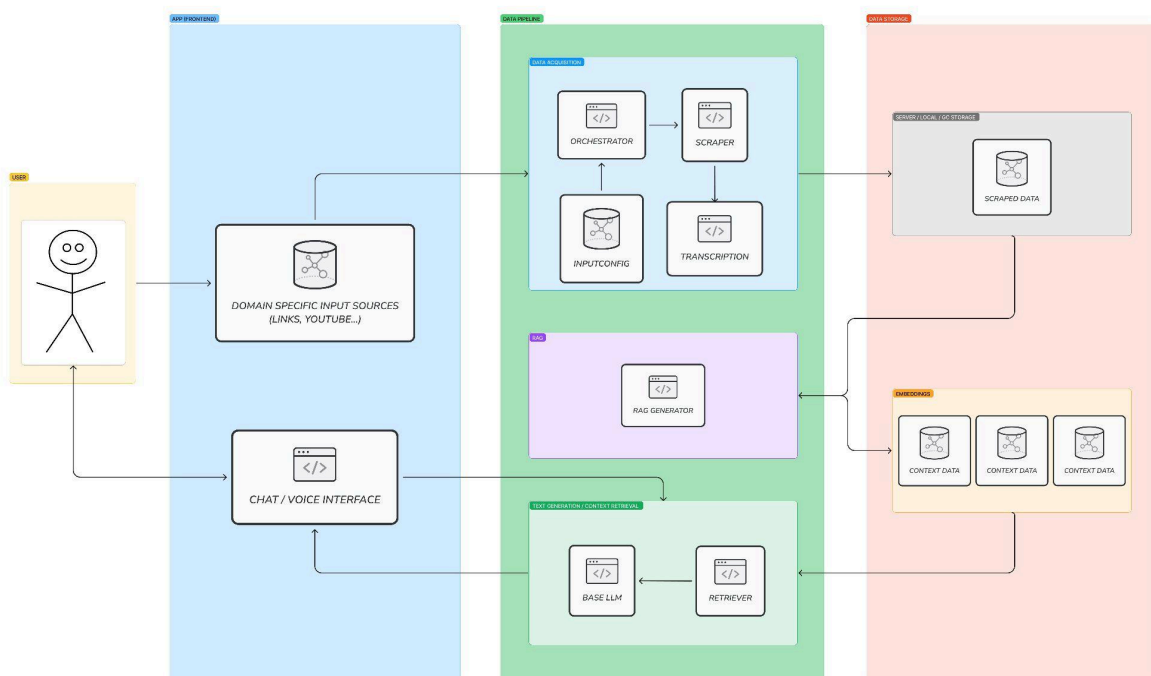 APP (FRONTEND)
DATA PIPELINE
DATA STORAGE
DATA ACQUISITION
ORCHESTRATOR
SCRAPER
INPUTCONFIG
TRANSCRIPTION
SERVER / LOCAL / GC STORAGE
SCRAPED DATA
USER
DOMAIN SPECIFIC INPUT SOURCES
(LINKS, YOUTUBE...)
RAG
RAG GENERATOR
EMBEDDINGS
CONTEXT DATA
CONTEXT DATA
CONTEXT DATA
CHAT / VOICE INTERFACE
TEXT GENERATION / CONTEXT RETRIEVAL
BASE LLM
RETRIEVER